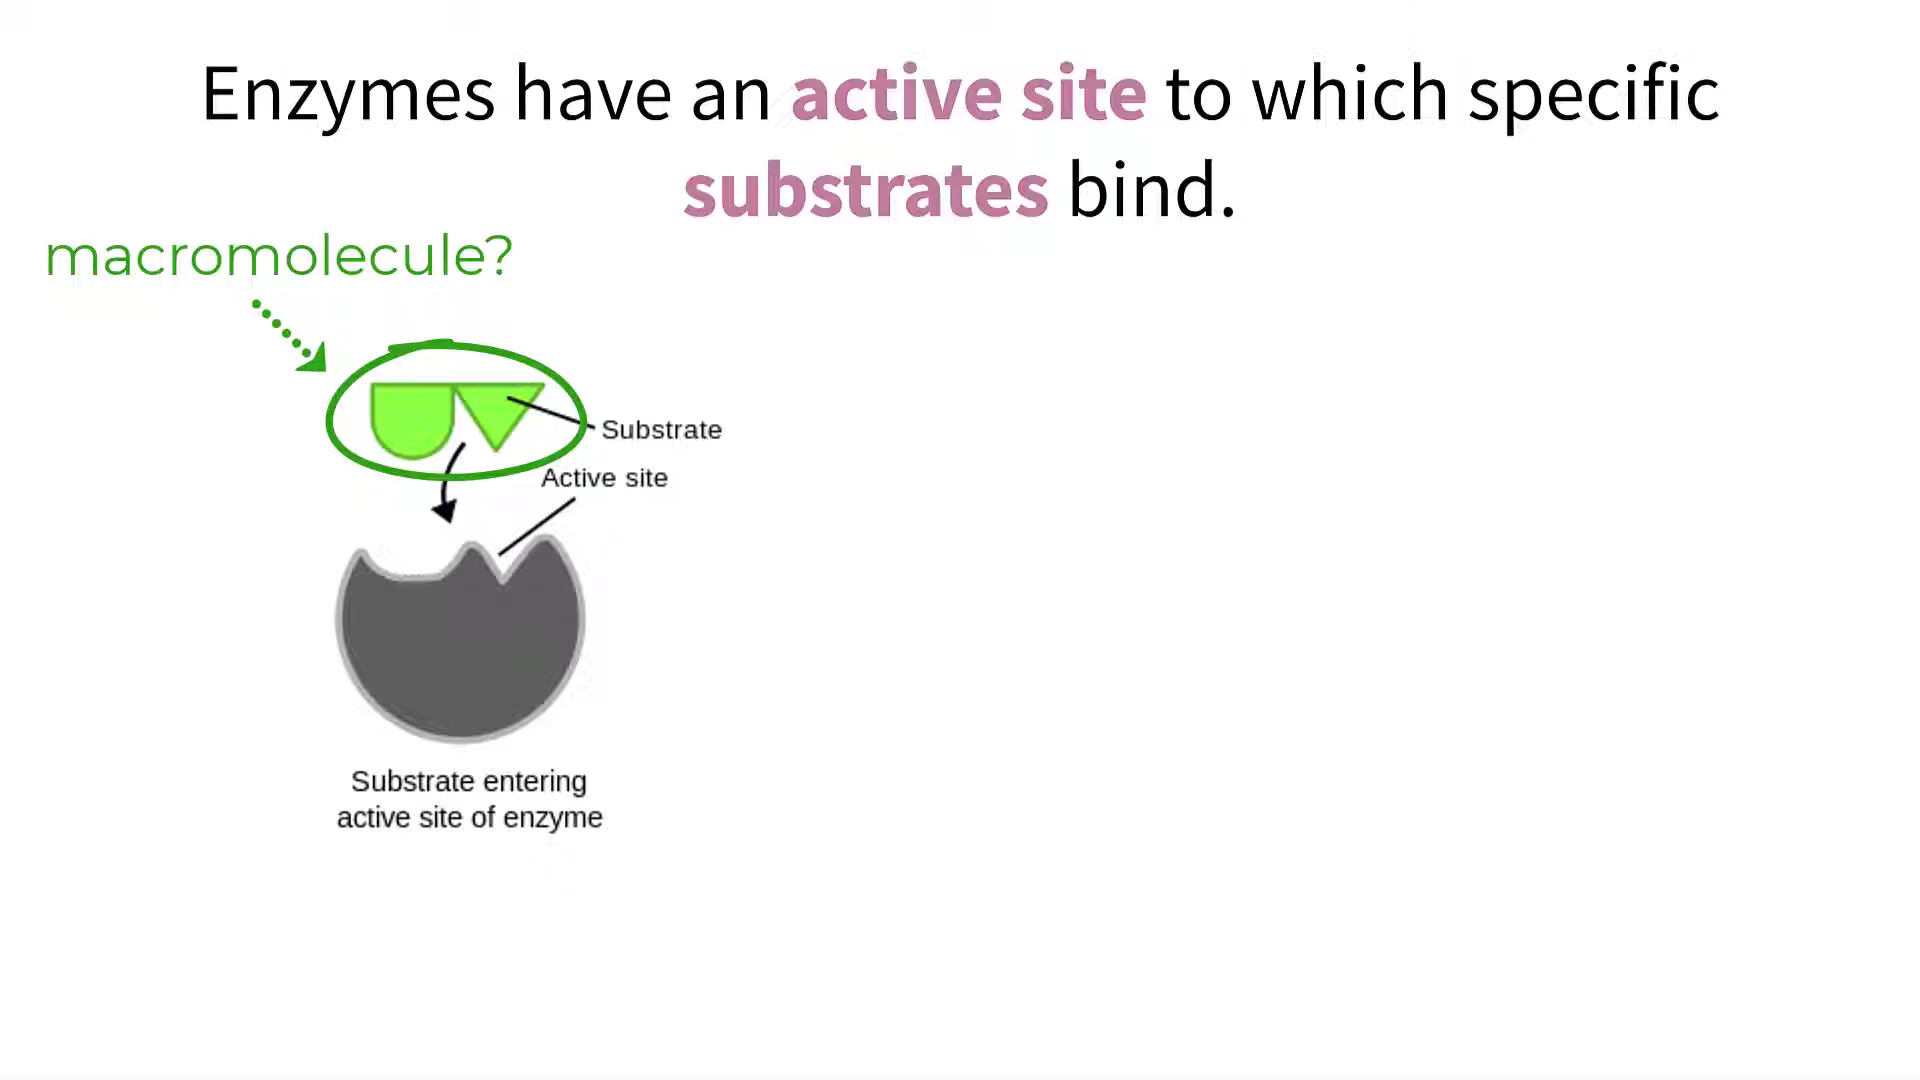 Enzymes have an active site to which specific
substrates bind.
macromolecule?
Substrate
Active site
Substrate entering
active site of enzyme